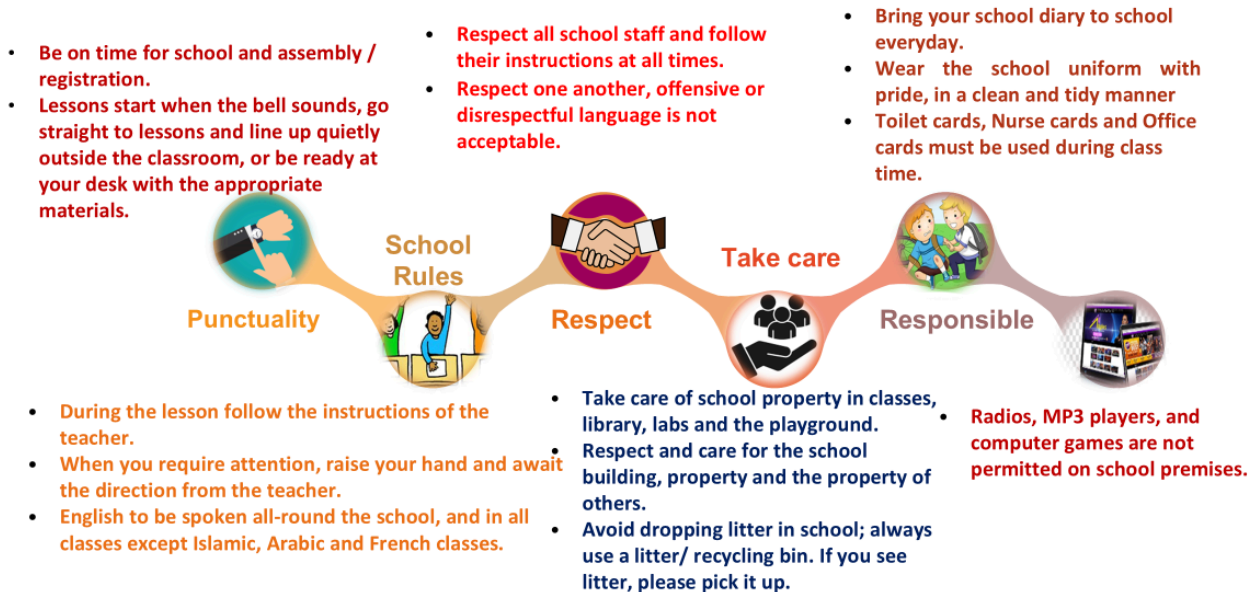 • Be on time for school and assembly /
registration.
• Lessons start when the bell sounds, go
straight to lessons and line up quietly
outside the classroom, or be ready at
your desk with the appropriate
materials.
• Respect all school staff and follow
their instructions at all times.
• Respect one another, offensive or
disrespectful language is not
acceptable.
• Bring your school diary to school
everyday.
• Wear the school uniform with
pride, in a clean and tidy manner
• Toilet cards, Nurse cards and Office
cards must be used during class
time.
Punctuality
School
Rules
Respect
Take care
Responsible
• During the lesson follow the instructions of the
teacher.
• When you require attention, raise your hand and await
the direction from the teacher.
• English to be spoken all-round the school, and in all
classes except Islamic, Arabic and French classes.
• Take care of school property in classes,
library, labs and the playground.
• Respect and care for the school
building, property and the property of
others.
• Avoid dropping litter in school; always
use a litter/ recycling bin. If you see
litter, please pick it up.
• Radios, MP3 players, and
computer games are not
permitted on school premises.